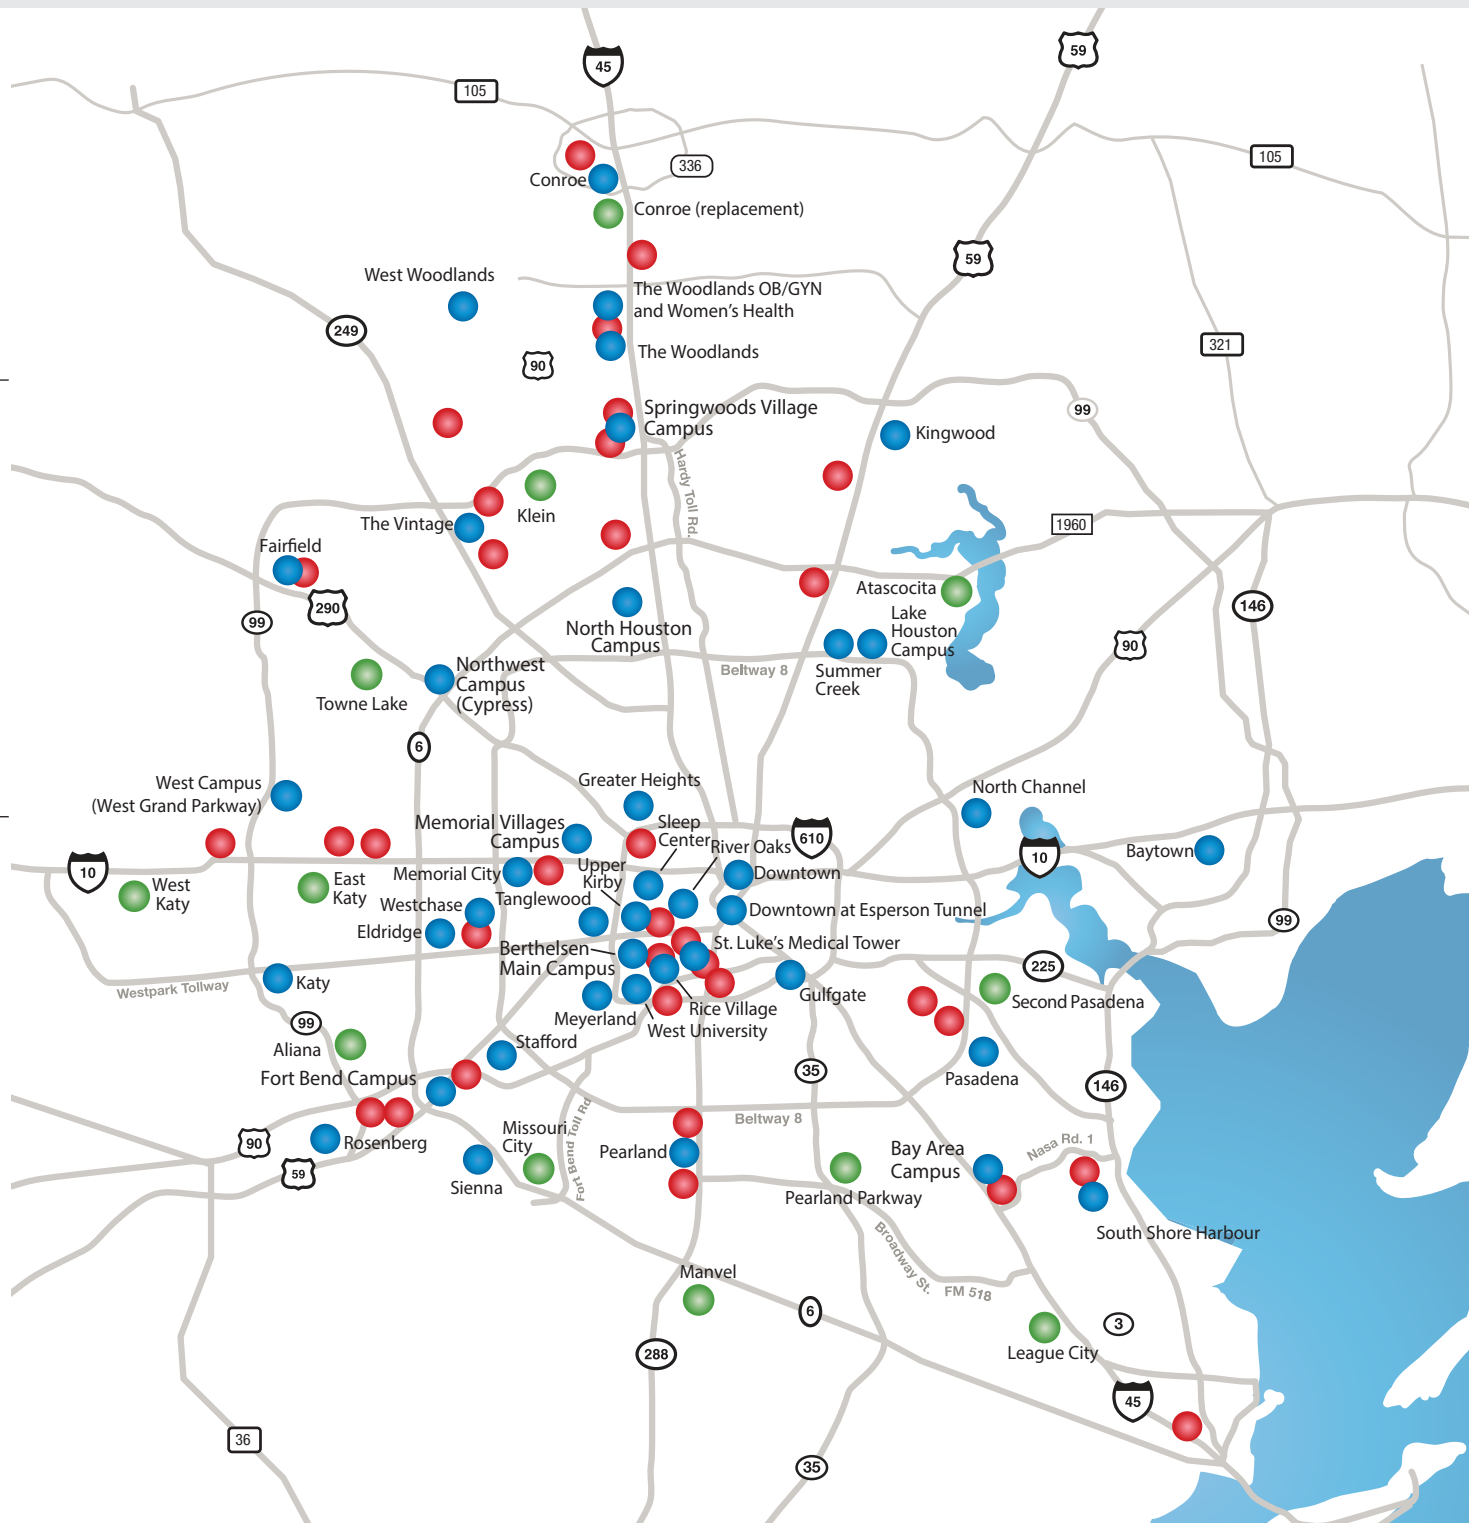 45
59
105
105
336
Conroe
Conroe (replacement)
59
West Woodlands
The Woodlands OB/GYN
and Women's Health
249
321
The Woodlands
90
99
Springwoods Village
Campus
Kingwood
Hardy Toll Rd.
Klein
The Vintage
1960
Fairfield
290
Atascocita
146
99
Lake
Houston
Campus
North Houston
Campus
90
Beltway 8
Summer
Creek
Northwest
Campus
(Cypress)
Towne Lake
6
West Campus
(West Grand Parkway)
Greater Heights
North Channel
Memorial Villages
Campus
Sleep
Center
610
River Oaks
10
Baytown
10
Memorial City
Upper
Kirby
Downtown
West
Katy
East
Katy
Tanglewood
Westchase
Downtown at Esperson Tunnel
99
Eldridge
Berthelsen
Main Campus
St. Luke's Medical Tower
225
Westpark Tollway
Katy
Gulfgate
Second Pasadena
Rice Village
Meyerland
West University
99
Aliana
Stafford
35
Fort Bend Campus
Pasadena
146
Fort Bend Toll Rd
Beltway 8
Missouri
City
90
Rosenberg
Nasa Rd. 1
Pearland
Bay Area
Campus
59
Sienna
Pearland Parkway
South Shore Harbour
Broadway St.
FM 518
Manvel
6
3
288
League City
45
36
35